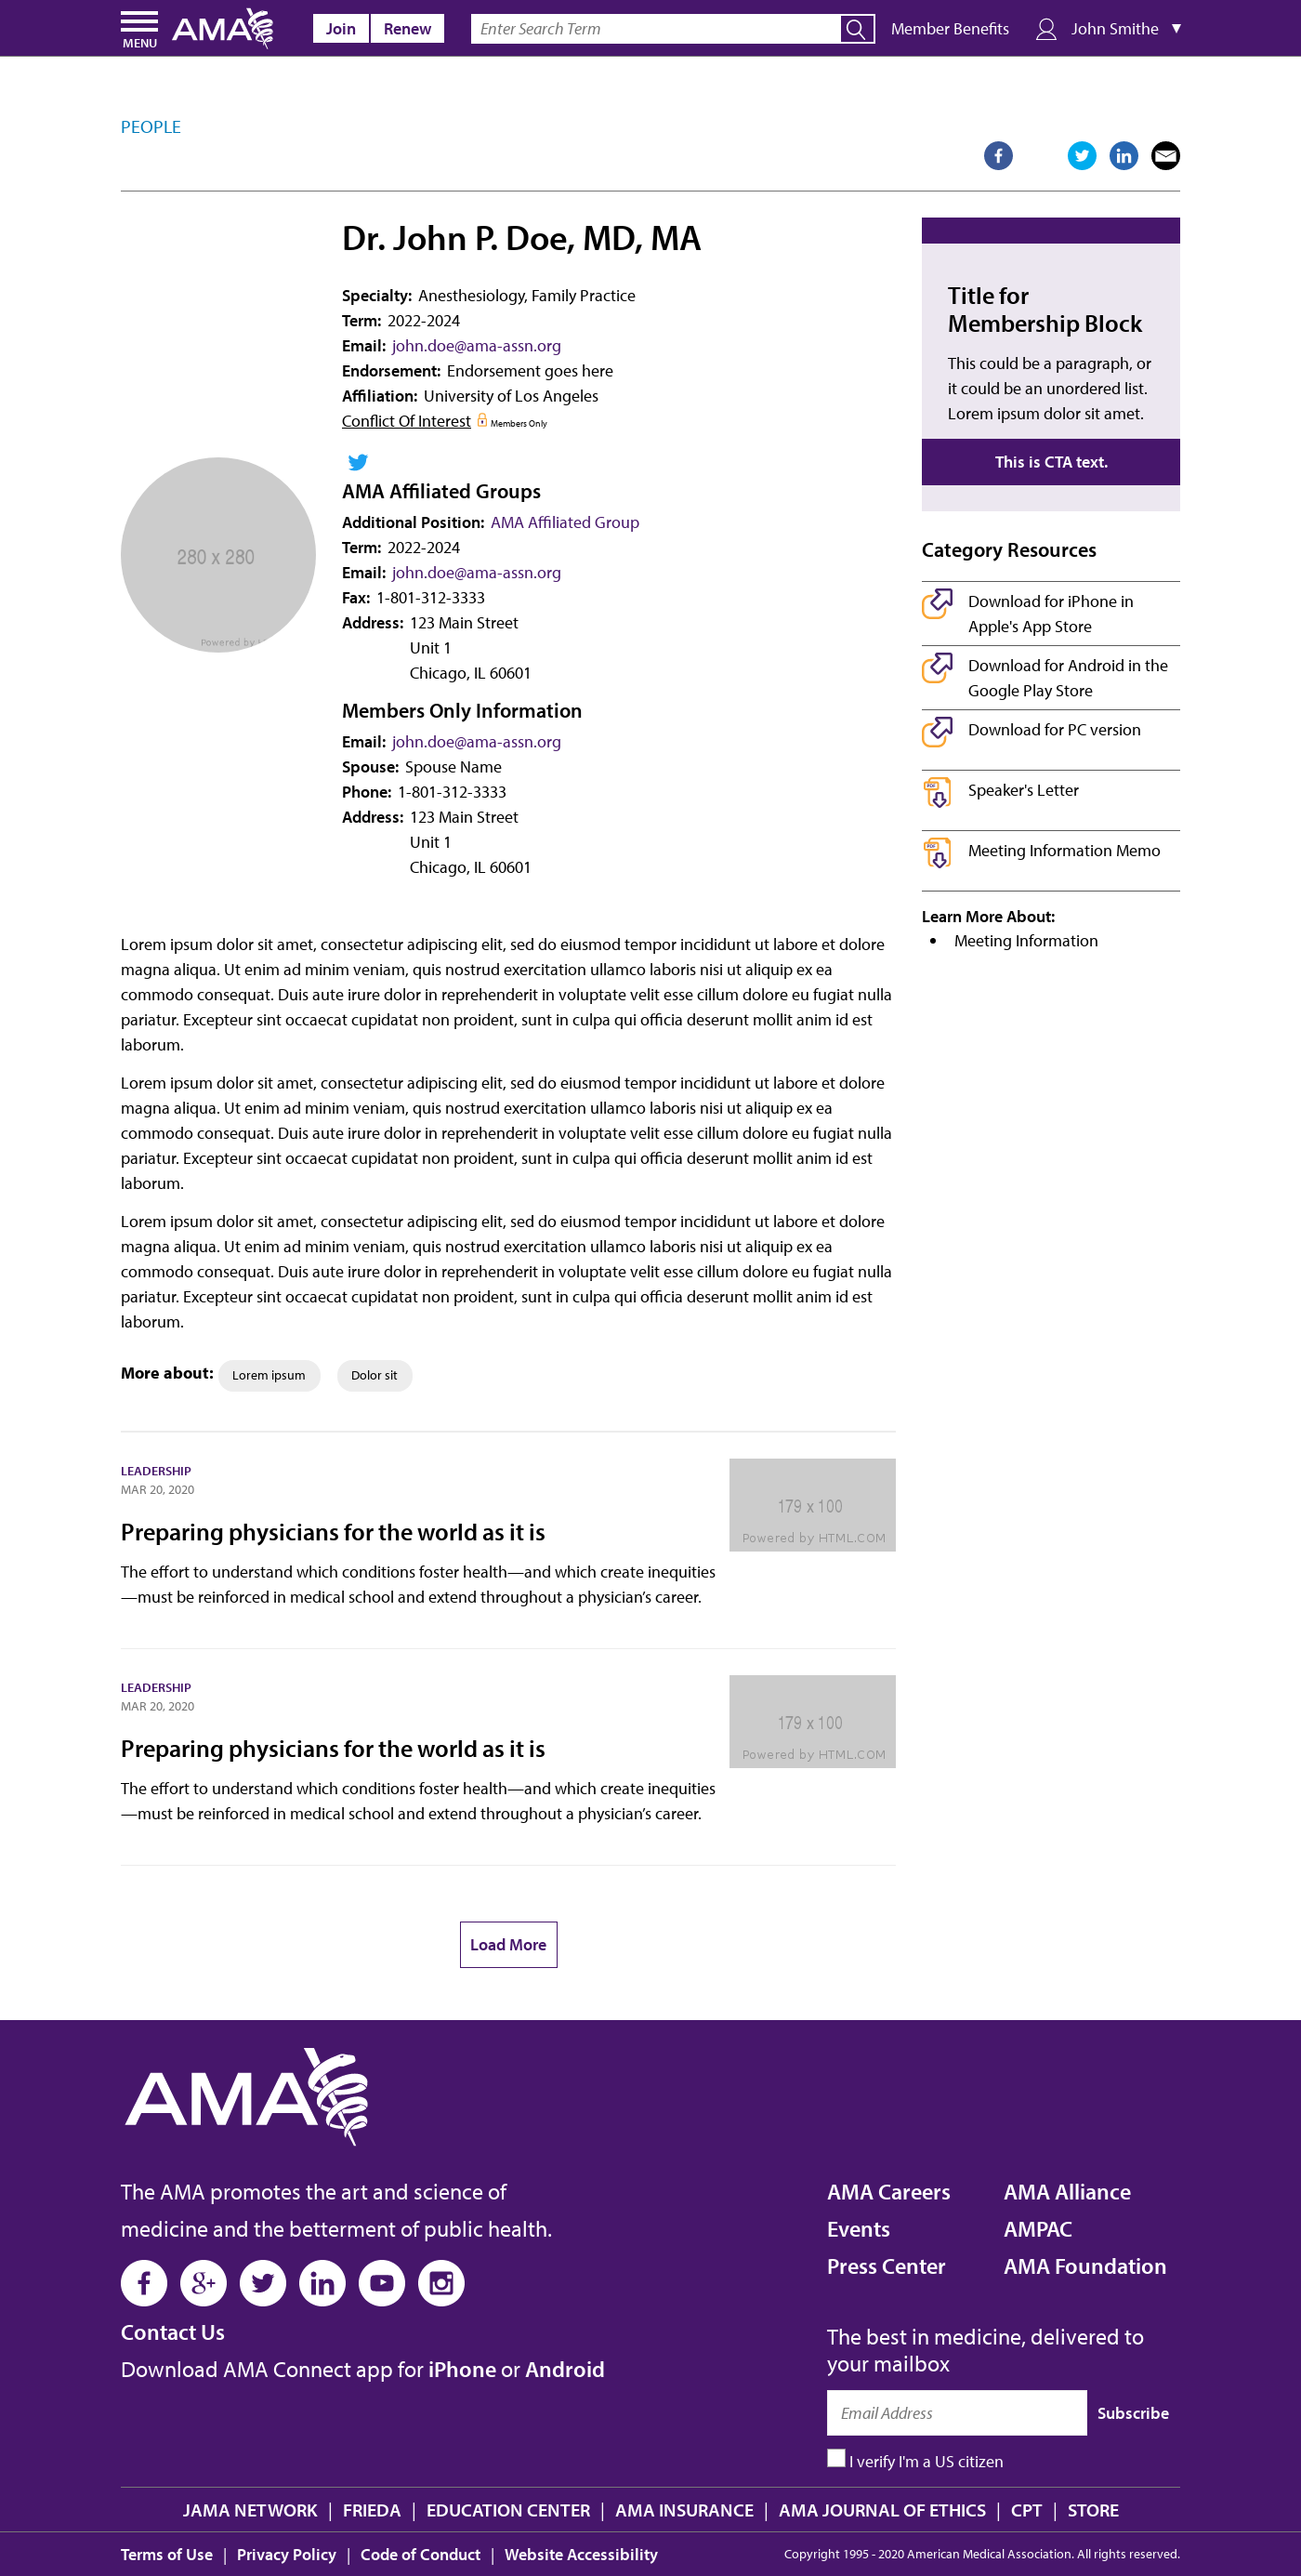 MENU
AMA
Join
Renew
Enter Search Term
Member Benefits
John Smithe ▼
PEOPLE
Dr. John P. Doe, MD, MA
Specialty: Anesthesiology, Family Practice
Term: 2022-2024
Email: john.doe@ama-assn.org
Endorsement: Endorsement goes here
Affiliation: University of Los Angeles
Conflict Of Interest Members Only
280 x 280
Powered by
AMA Affiliated Groups
Additional Position: AMA Affiliated Group
Term: 2022-2024
Email: john.doe@ama-assn.org
Fax: 1-801-312-3333
Address: 123 Main Street
Unit 1
Chicago, IL 60601
Members Only Information
Email: john.doe@ama-assn.org
Spouse: Spouse Name
Phone: 1-801-312-3333
Address: 123 Main Street
Unit 1
Chicago, IL 60601
Title for
Membership Block
This could be a paragraph, or
it could be an unordered list.
Lorem ipsum dolor sit amet.
This is CTA text.
Category Resources
Download for iPhone in
Apple's App Store
Download for Android in the
Google Play Store
Download for PC version
PDF
Speaker's Letter
PDF
Meeting Information Memo
Learn More About:
• Meeting Information
Lorem ipsum dolor sit amet, consectetur adipiscing elit, sed do eiusmod tempor incididunt ut labore et dolore
magna aliqua. Ut enim ad minim veniam, quis nostrud exercitation ullamco laboris nisi ut aliquip ex ea
commodo consequat. Duis aute irure dolor in reprehenderit in voluptate velit esse cillum dolore eu fugiat nulla
pariatur. Excepteur sint occaecat cupidatat non proident, sunt in culpa qui officia deserunt mollit anim id est
laborum.
Lorem ipsum dolor sit amet, consectetur adipiscing elit, sed do eiusmod tempor incididunt ut labore et dolore
magna aliqua. Ut enim ad minim veniam, quis nostrud exercitation ullamco laboris nisi ut aliquip ex ea
commodo consequat. Duis aute irure dolor in reprehenderit in voluptate velit esse cillum dolore eu fugiat nulla
pariatur. Excepteur sint occaecat cupidatat non proident, sunt in culpa qui officia deserunt mollit anim id est
laborum.
Lorem ipsum dolor sit amet, consectetur adipiscing elit, sed do eiusmod tempor incididunt ut labore et dolore
magna aliqua. Ut enim ad minim veniam, quis nostrud exercitation ullamco laboris nisi ut aliquip ex ea
commodo consequat. Duis aute irure dolor in reprehenderit in voluptate velit esse cillum dolore eu fugiat nulla
pariatur. Excepteur sint occaecat cupidatat non proident, sunt in culpa qui officia deserunt mollit anim id est
laborum.
More about: Lorem ipsum Dolor sit
LEADERSHIP
MAR 20, 2020
Preparing physicians for the world as it is
The effort to understand which conditions foster health—and which create inequities
—must be reinforced in medical school and extend throughout a physician’s career.
179 x 100
Powered by HTML.COM
LEADERSHIP
MAR 20, 2020
Preparing physicians for the world as it is
The effort to understand which conditions foster health—and which create inequities
—must be reinforced in medical school and extend throughout a physician’s career.
179 x 100
Powered by HTML.COM
Load More
AMA
The AMA promotes the art and science of
medicine and the betterment of public health.
Contact Us
Download AMA Connect app for iPhone or Android
AMA Careers
Events
Press Center
AMA Alliance
AMPAC
AMA Foundation
The best in medicine, delivered to
your mailbox
Email Address
Subscribe
I verify I'm a US citizen
JAMA NETWORK | FRIEDA | EDUCATION CENTER | AMA INSURANCE | AMA JOURNAL OF ETHICS | CPT | STORE
Terms of Use | Privacy Policy | Code of Conduct | Website Accessibility
Copyright 1995 - 2020 American Medical Association. All rights reserved.